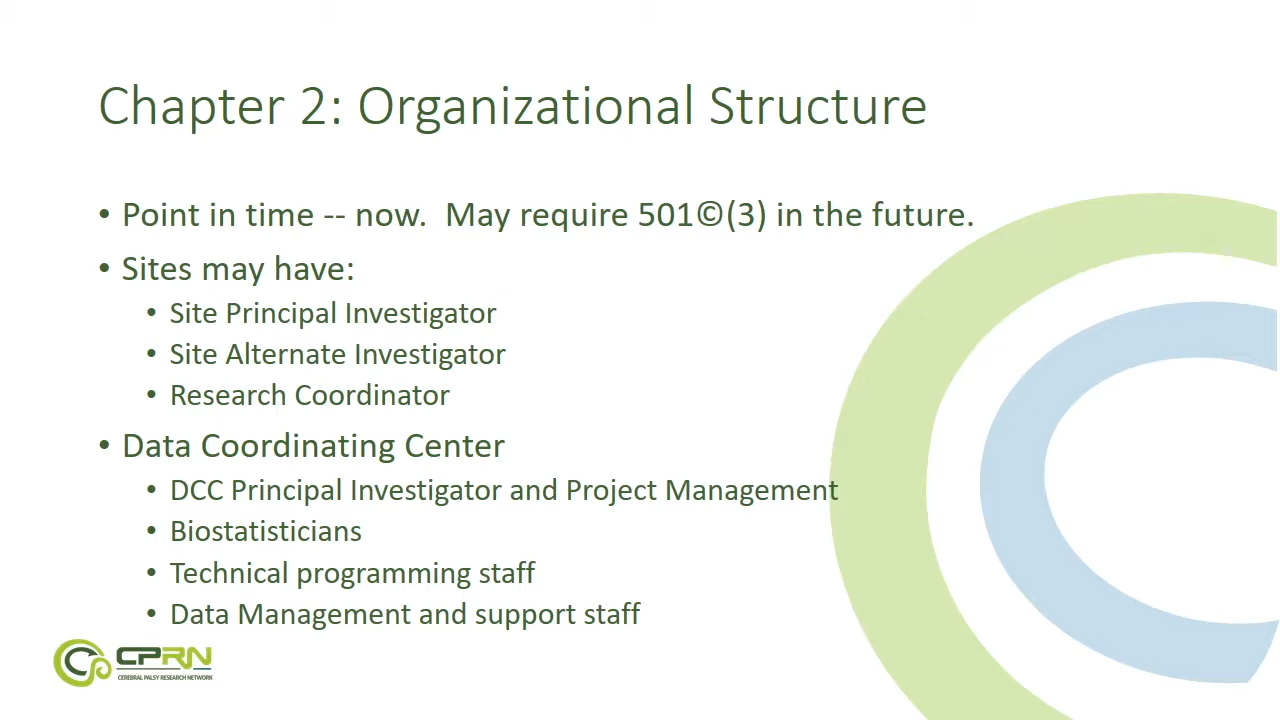 Chapter 2: Organizational Structure
• Point in time -- now.  May require 501©(3) in the future.
• Sites may have:
• Site Principal Investigator
• Site Alternate Investigator
• Research Coordinator
• Data Coordinating Center
• DCC Principal Investigator and Project Management
• Biostatisticians
• Technical programming staff
• Data Management and support staff
CPRN
CEREBRAL PALSY RESEARCH NETWORK